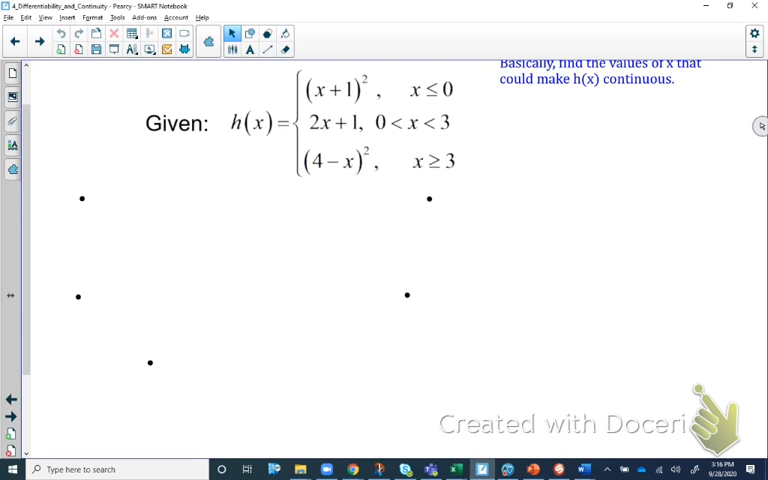 4_Differentiability_and_Continuity - Pearcy - SMART Notebook
File Edit View Insert Format Tools Add-ons Account Help
Basically, find the values of x that
could make h(x) continuous.
Given: h(x) = { (x+1)² , x ≤ 0
2x+1, 0 < x < 3
(4−x)² , x ≥ 3
Created with Doceri
Type here to search
3:16 PM
9/28/2020